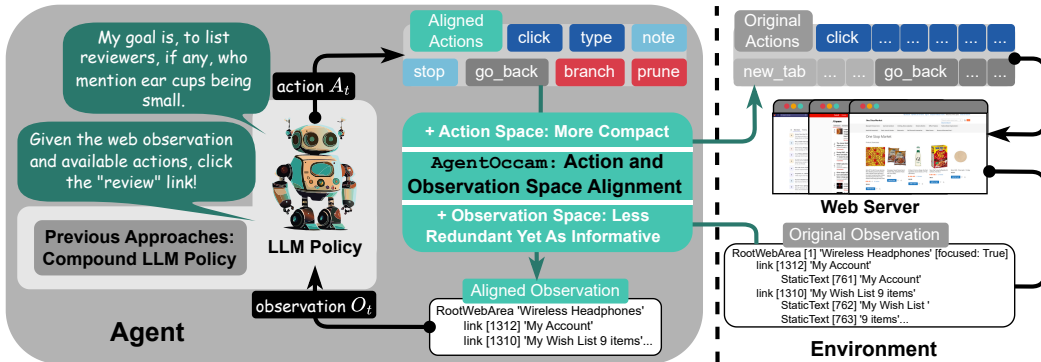 My goal is, to list
reviewers, if any, who
mention ear cups being
small.
Given the web observation
and available actions, click
the "review" link!
Previous Approaches:
Compound LLM Policy
LLM Policy
action A_t
observation O_t
Agent
Aligned
Actions
click
type
note
stop
go_back
branch
prune
+ Action Space: More Compact
AgentOccam: Action and
Observation Space Alignment
+ Observation Space: Less
Redundant Yet As Informative
Aligned Observation
RootWebArea 'Wireless Headphones'
link [1312] 'My Account'
link [1310] 'My Wish List 9 items'...
Original
Actions
click
... ... ... ... ...
new_tab
... ...
go_back
... ...
Web Server
Original Observation
RootWebArea [1] 'Wireless Headphones' [focused: True]
link [1312] 'My Account'
StaticText [761] 'My Account'
link [1310] 'My Wish List 9 items'
StaticText [762] 'My Wish List '
StaticText [763] '9 items'...
Environment